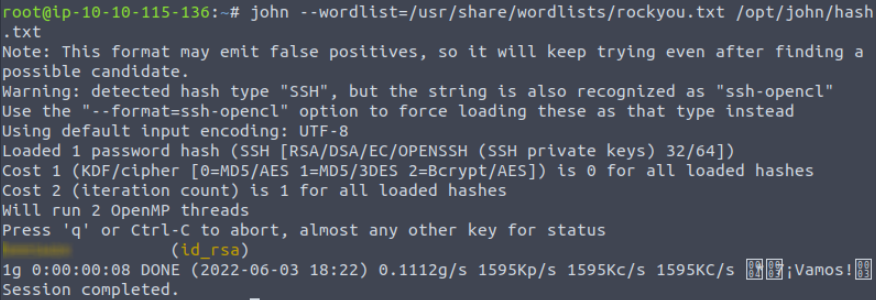 root@ip-10-10-115-136:~# john --wordlist=/usr/share/wordlists/rockyou.txt /opt/john/hash
.txt
Note: This format may emit false positives, so it will keep trying even after finding a
possible candidate.
Warning: detected hash type "SSH", but the string is also recognized as "ssh-opencl"
Use the "--format=ssh-opencl" option to force loading these as that type instead
Using default input encoding: UTF-8
Loaded 1 password hash (SSH [RSA/DSA/EC/OPENSSH (SSH private keys) 32/64])
Cost 1 (KDF/cipher [0=MD5/AES 1=MD5/3DES 2=Bcrypt/AES]) is 0 for all loaded hashes
Cost 2 (iteration count) is 1 for all loaded hashes
Will run 2 OpenMP threads
Press 'q' or Ctrl-C to abort, almost any other key for status
(id_rsa)
1g 0:00:00:08 DONE (2022-06-03 18:22) 0.1112g/s 1595Kp/s 1595Kc/s 1595KC/s ¡Vamos!
Session completed.